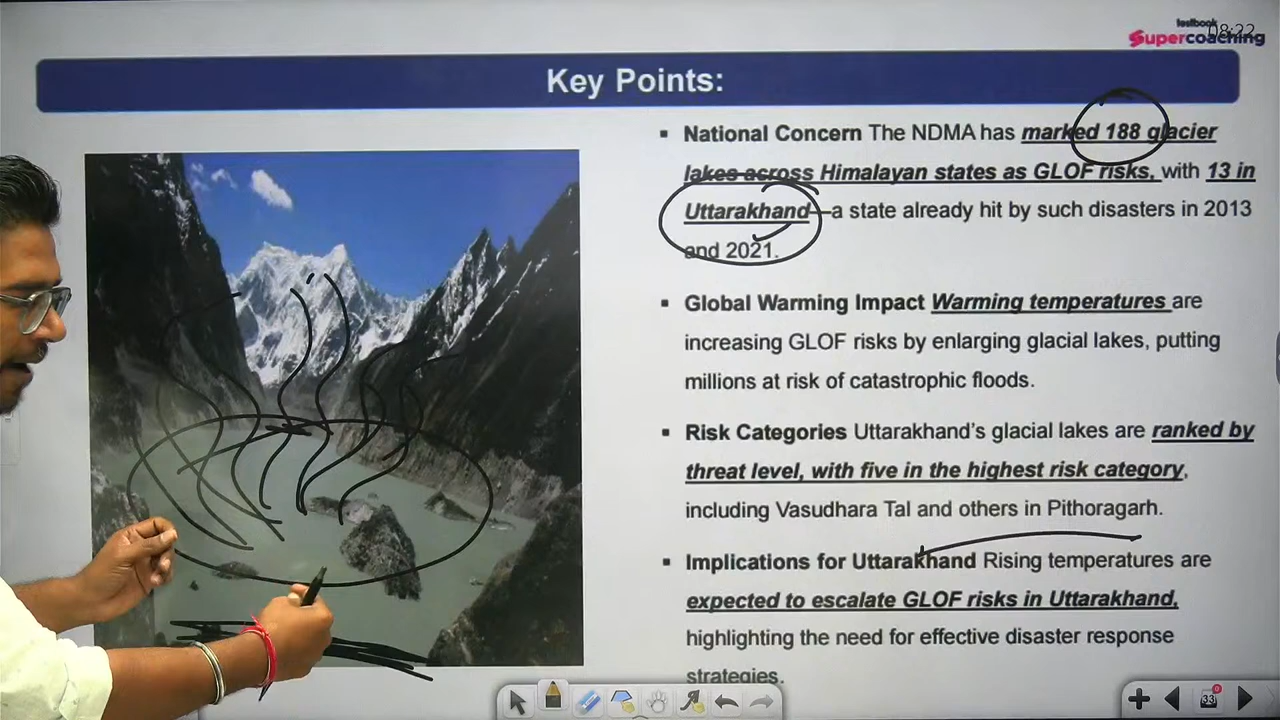 testbook
Supercoaching
08:22
Key Points:
▪ National Concern The NDMA has marked 188 glacier
lakes across Himalayan states as GLOF risks, with 13 in
Uttarakhand—a state already hit by such disasters in 2013
and 2021.
▪ Global Warming Impact Warming temperatures are
increasing GLOF risks by enlarging glacial lakes, putting
millions at risk of catastrophic floods.
▪ Risk Categories Uttarakhand's glacial lakes are ranked by
threat level, with five in the highest risk category,
including Vasudhara Tal and others in Pithoragarh.
▪ Implications for Uttarakhand Rising temperatures are
expected to escalate GLOF risks in Uttarakhand,
highlighting the need for effective disaster response
strategies.
33